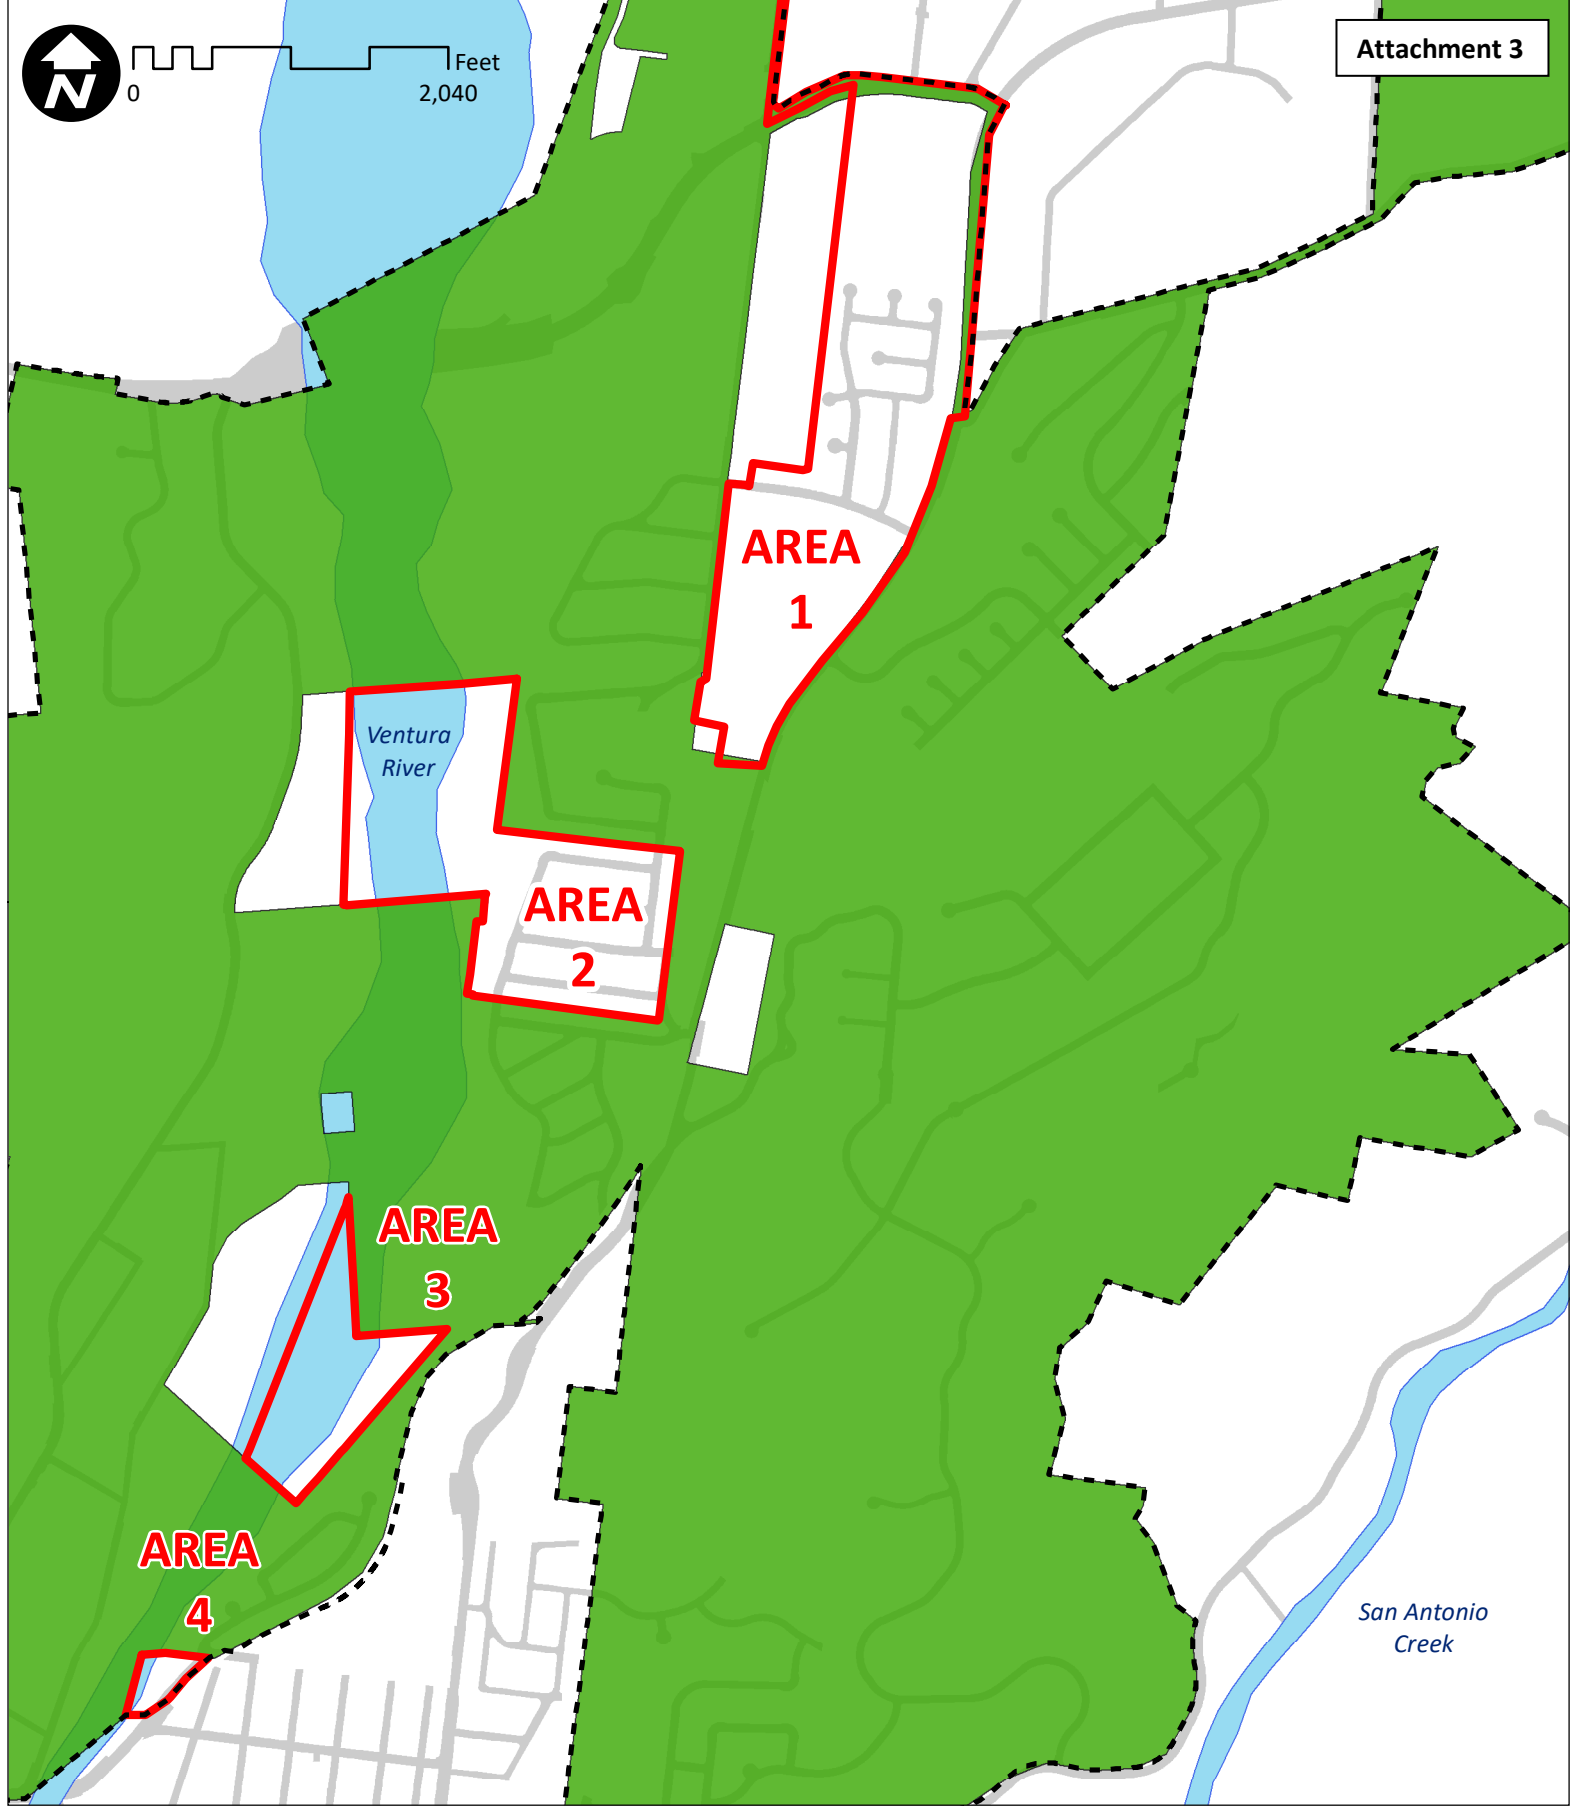 N
Feet
0
2,040
Attachment 3
AREA
1
Ventura
River
AREA
2
AREA
3
AREA
4
San Antonio
Creek